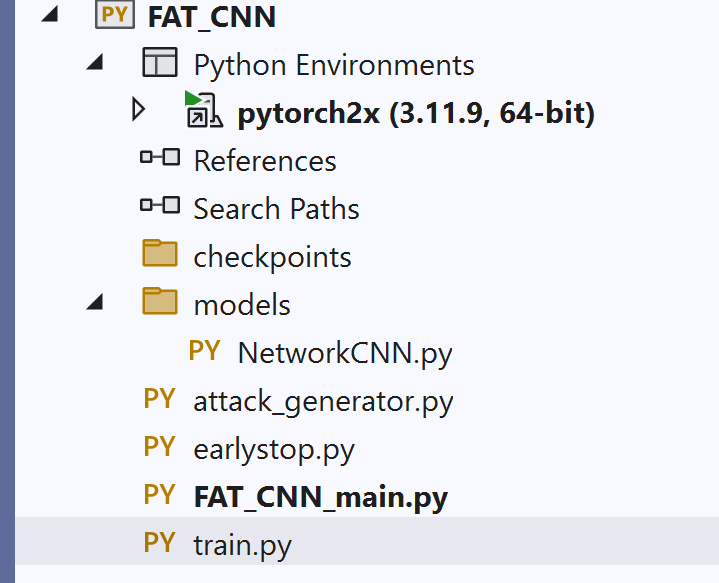 PY FAT_CNN
Python Environments
pytorch2x (3.11.9, 64-bit)
References
Search Paths
checkpoints
models
PY NetworkCNN.py
PY attack_generator.py
PY earlystop.py
PY FAT_CNN_main.py
PY train.py